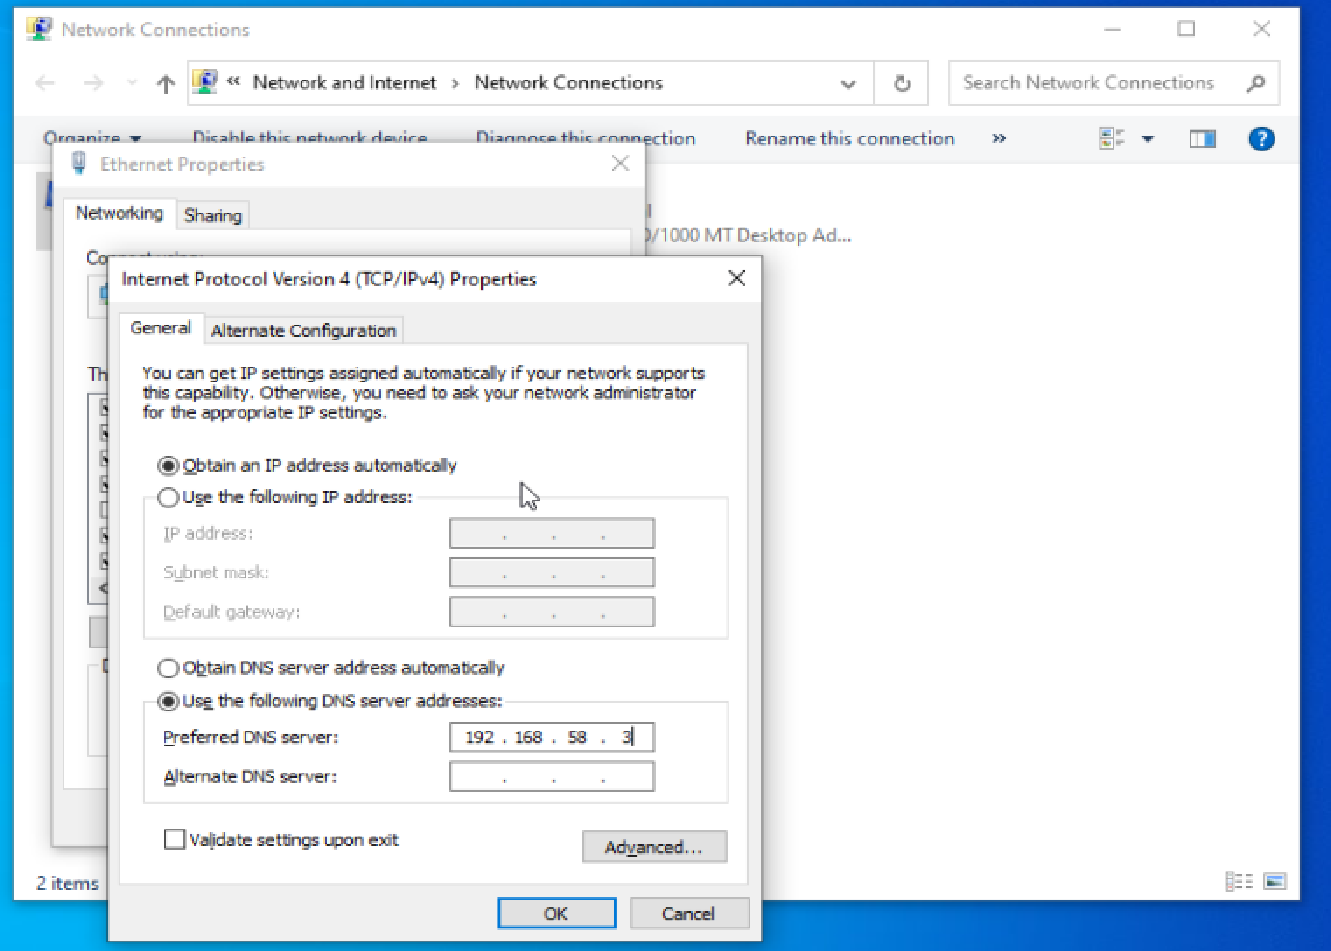 Network Connections
« Network and Internet > Network Connections
Search Network Connections
Organize
Disable this network device
Diagnose this connection
Rename this connection
»
Ethernet Properties
Networking
Sharing
/1000 MT Desktop Ad...
Connect using:
Internet Protocol Version 4 (TCP/IPv4) Properties
General
Alternate Configuration
Th
You can get IP settings assigned automatically if your network supports
this capability. Otherwise, you need to ask your network administrator
for the appropriate IP settings.
Obtain an IP address automatically
Use the following IP address:
IP address:
. . .
Subnet mask:
. . .
Default gateway:
. . .
Obtain DNS server address automatically
Use the following DNS server addresses:
Preferred DNS server:
192 . 168 . 58 . 3
Alternate DNS server:
. . .
Validate settings upon exit
Advanced...
2 items
OK
Cancel